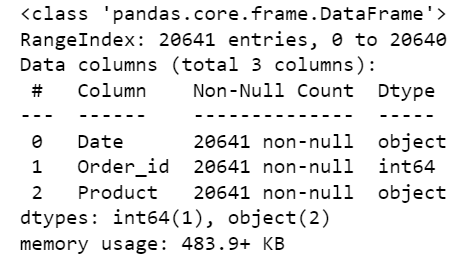 <class 'pandas.core.frame.DataFrame'>
RangeIndex: 20641 entries, 0 to 20640
Data columns (total 3 columns):
 #   Column    Non-Null Count  Dtype
---  ------    --------------  -----
 0   Date      20641 non-null  object
 1   Order_id  20641 non-null  int64
 2   Product   20641 non-null  object
dtypes: int64(1), object(2)
memory usage: 483.9+ KB